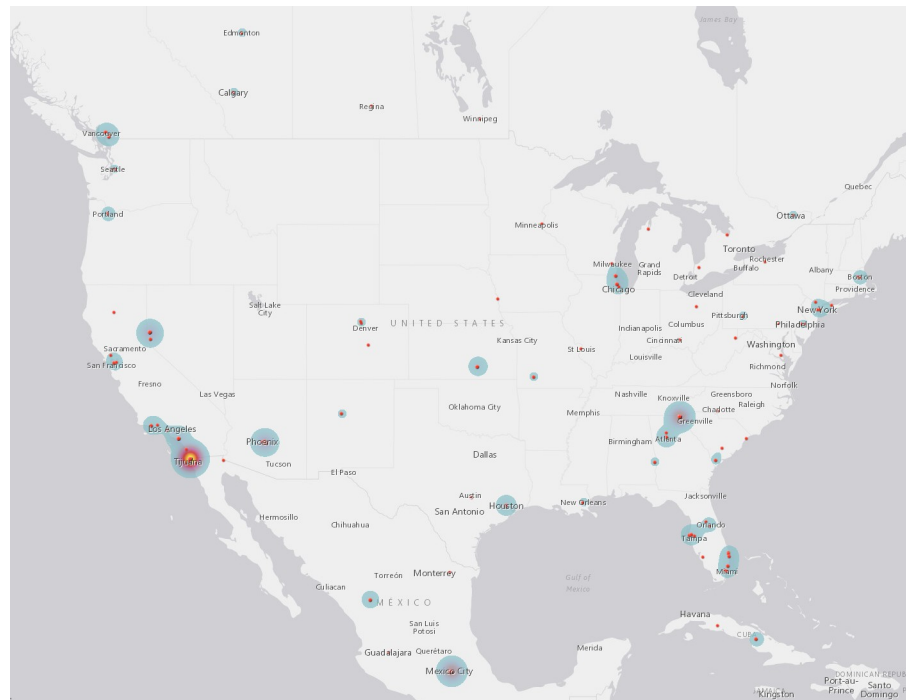 James Bay
Edmonton
Calgary
Regina
Winnipeg
Vancouver
Seattle
Quebec
Portland
Ottawa
Minneapolis
Toronto
Rochester
Milwaukee
Grand
Rapids
Buffalo
Albany
Detroit
Boston
Providence
Chicago
Cleveland
Salt Lake
City
New York
Pittsburgh
Denver
UNITED STATES
Indianapolis
Columbus
Philadelphia
Kansas City
Cincinnati
Sacramento
St Louis
Washington
Louisville
San Francisco
Richmond
Fresno
Norfolk
Las Vegas
Nashville
Knoxville
Greensboro
Raleigh
Oklahoma City
Memphis
Charlotte
Greenville
Los Angeles
Phoenix
Birmingham
Atlanta
Tijuana
Tucson
Dallas
El Paso
Austin
Jacksonville
New Orleans
Houston
San Antonio
Hermosillo
Chihuahua
Orlando
Tampa
Miami
Torreón
Monterrey
Gulf of
Mexico
Culiacan
MÉXICO
Havana
San Luis
Potosi
CUBA
Guadalajara
Querétaro
Merida
Mexico City
DOMINICAN REPUB
Port-au-
Prince
Santo
Domingo
JAMAICA
Kingston